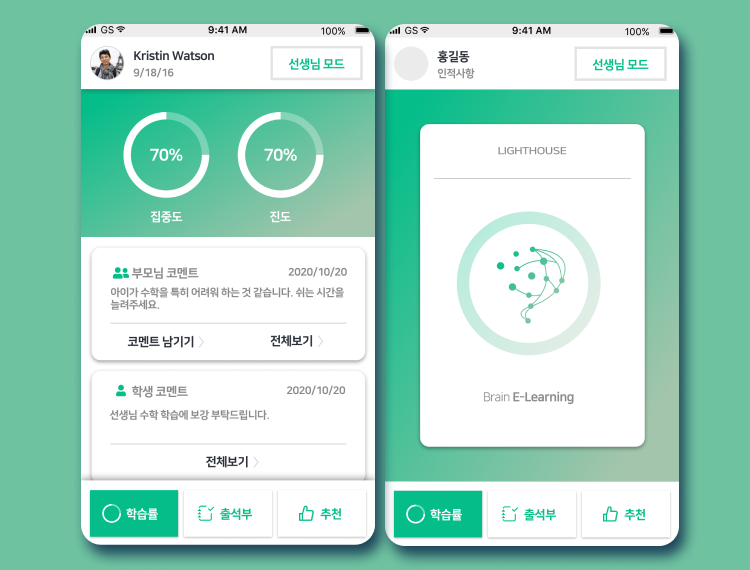 GS 9:41 AM 100%
Kristin Watson
9/18/16
선생님 모드
70% 70%
집중도 진도
부모님 코멘트 2020/10/20
아이가 수학을 특히 어려워 하는 것 같습니다. 쉬는 시간을
늘려주세요.
코멘트 남기기 전체보기
학생 코멘트 2020/10/20
선생님 수학 학습에 보강 부탁드립니다.
전체보기
학습률 출석부 추천
GS 9:41 AM 100%
홍길동
인적사항
선생님 모드
LIGHTHOUSE
Brain E-Learning
학습률 출석부 추천